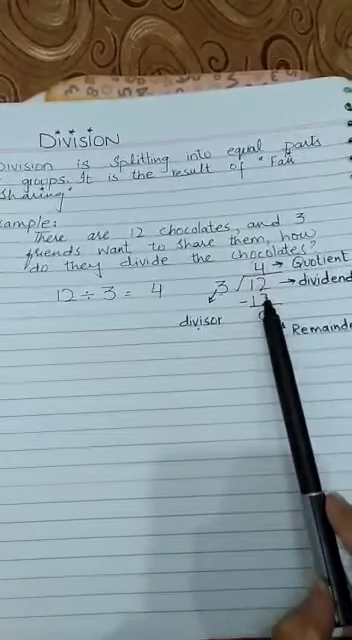 DIVISION
Division is splitting into equal parts
groups. It is the result of "Fair
sharing"
Example:
There are 12 chocolates, and 3
friends want to share them, how
do they divide the chocolates?
4 → Quotient
12 ÷ 3 = 4
3 √12 → dividend
-12
divisor
0
Remainde